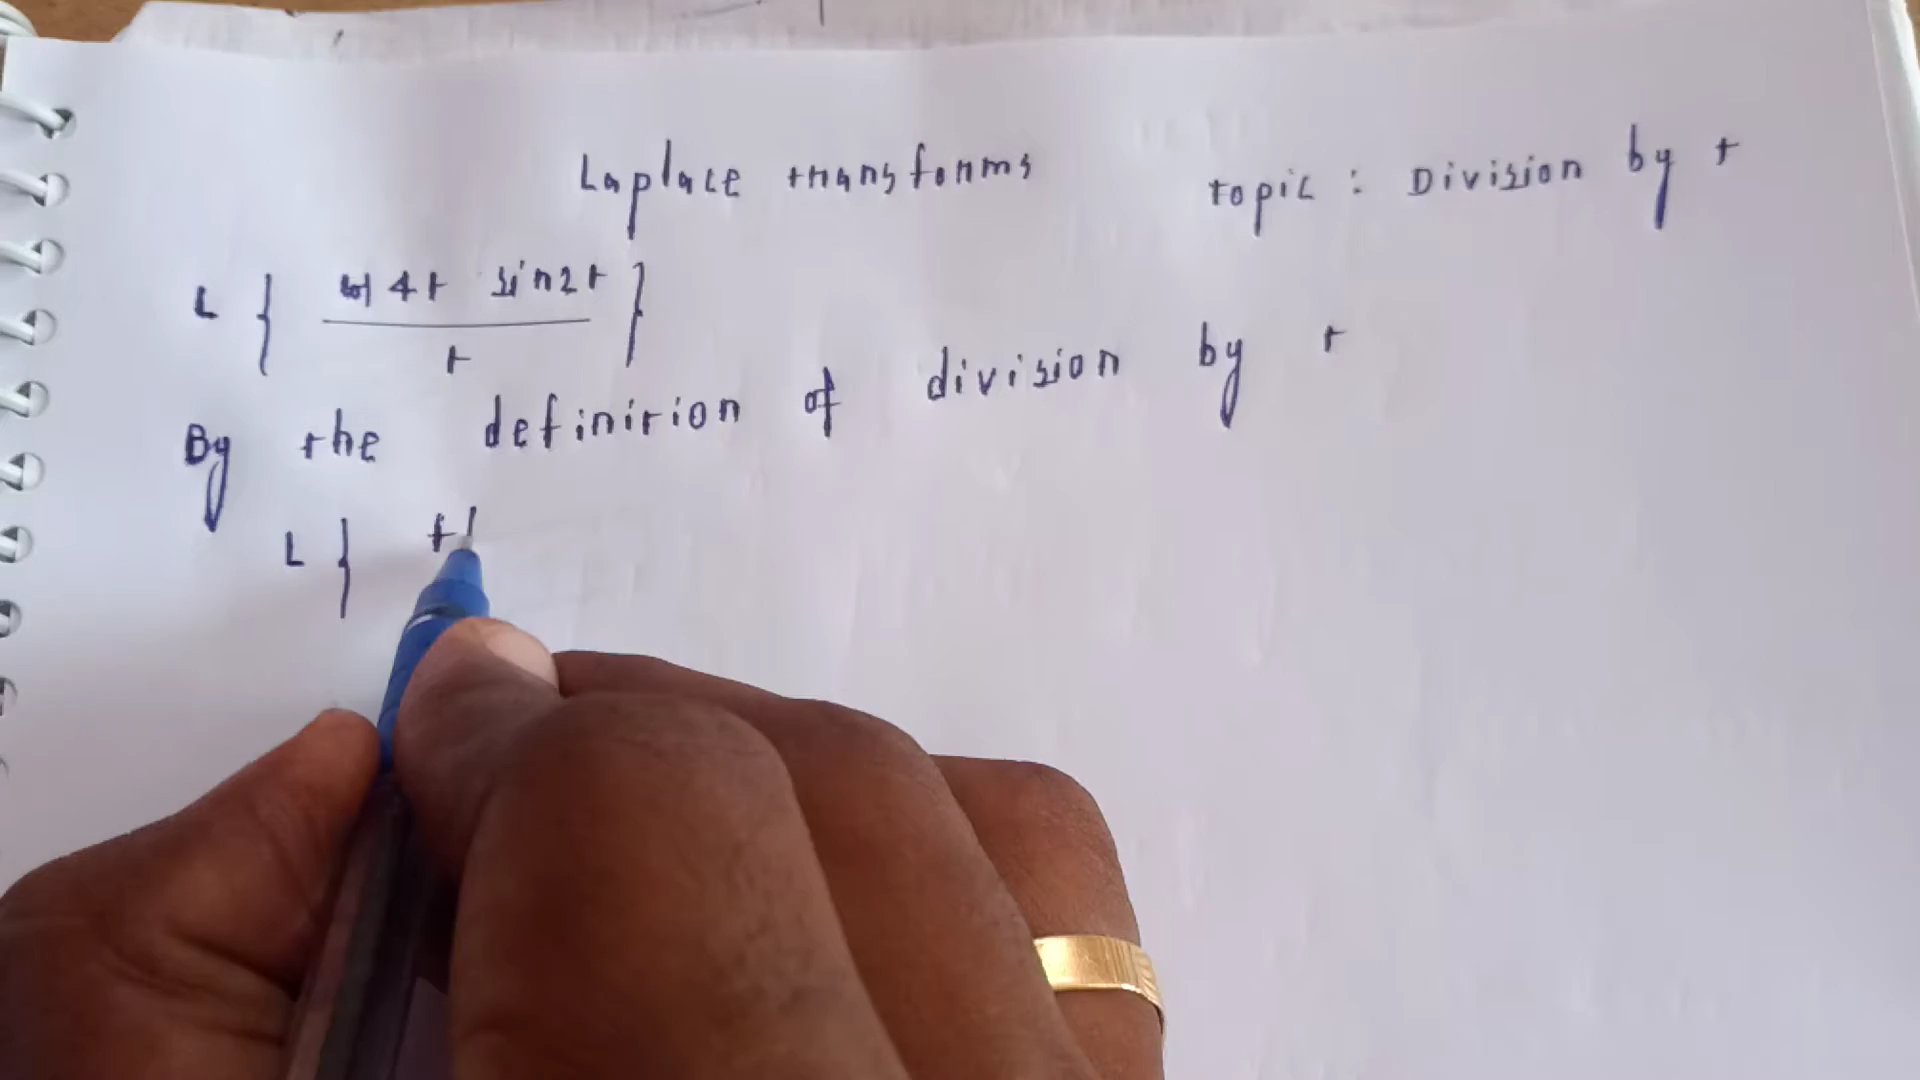 Laplace transforms topic : Division by t
L { cos 4t sin2t / t }
By the definition of division by t
L { f(